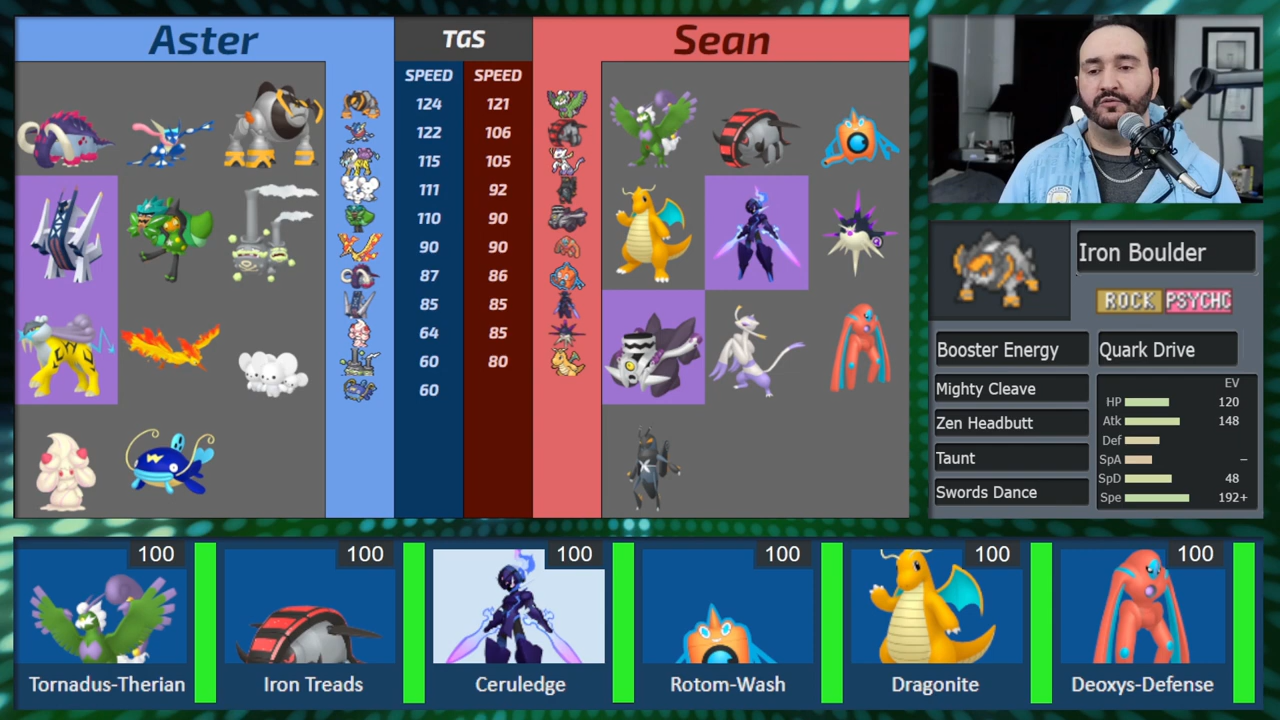 Aster
TGS
Sean
SPEED SPEED
124 121
122 106
115 105
111 92
110 90
90 90
87 86
85 85
64 85
60 80
60
Iron Boulder
ROCK PSYCHC
Booster Energy Quark Drive
Mighty Cleave
Zen Headbutt
Taunt
Swords Dance
EV
HP 120
Atk 148
Def
SpA –
SpD 48
Spe 192+
100 100 100 100 100 100
Tornadus-Therian Iron Treads Ceruledge Rotom-Wash Dragonite Deoxys-Defense